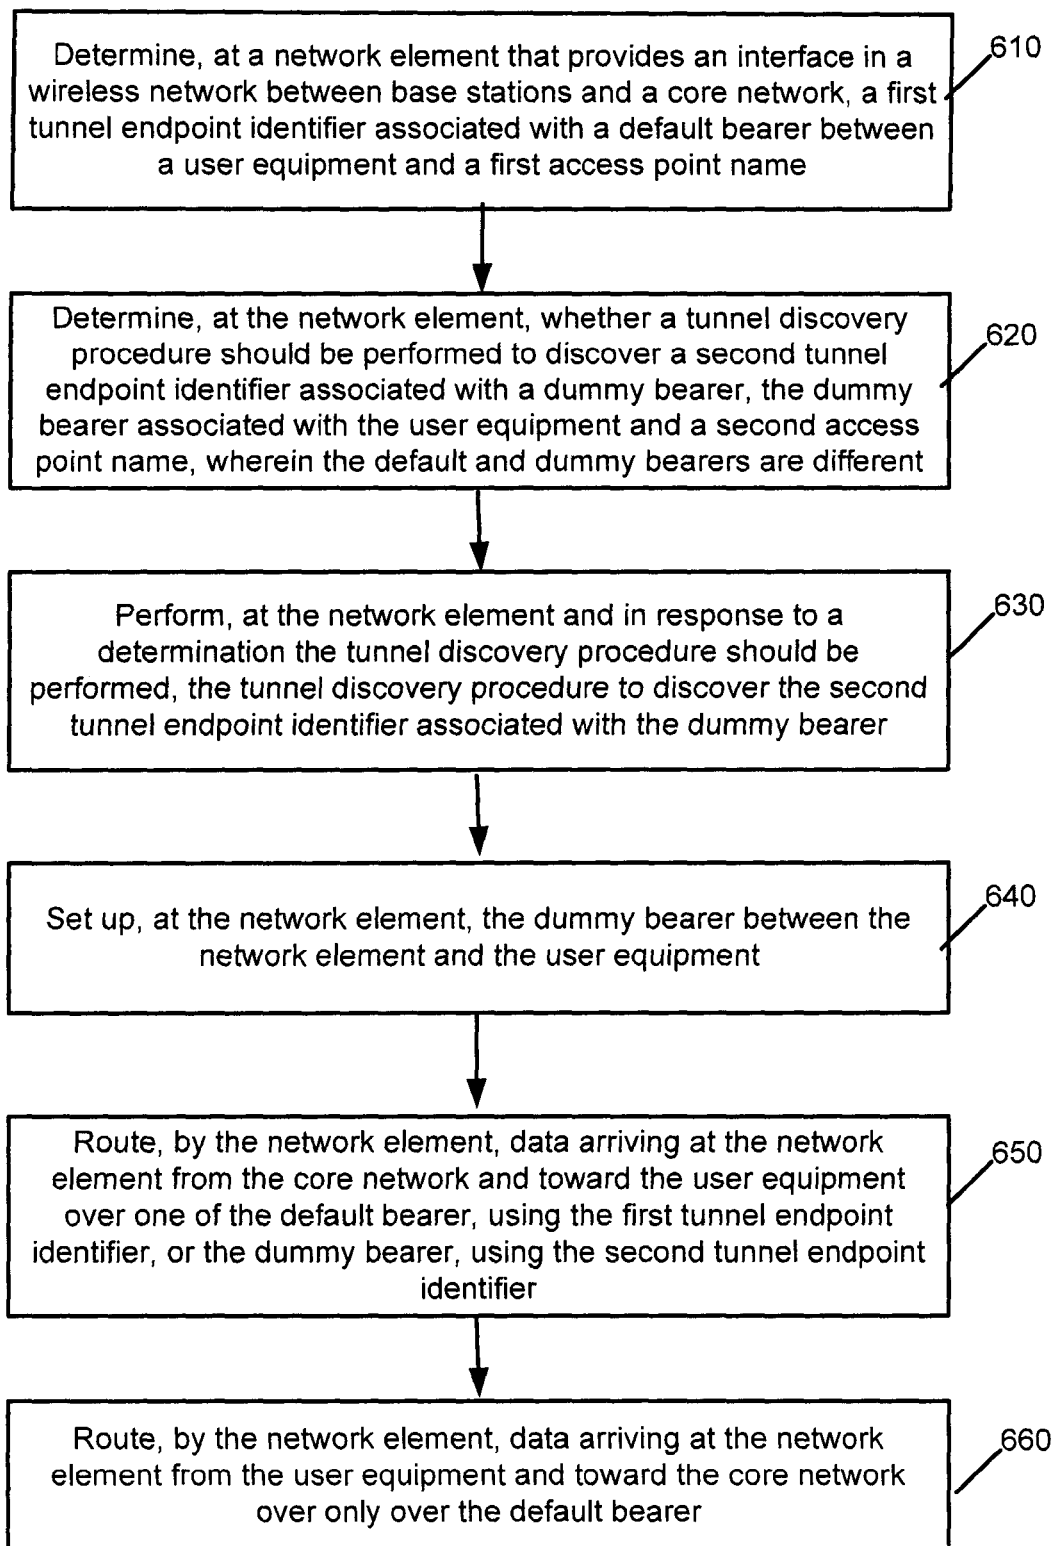 Determine, at a network element that provides an interface in a
wireless network between base stations and a core network, a first
tunnel endpoint identifier associated with a default bearer between
a user equipment and a first access point name
610
Determine, at the network element, whether a tunnel discovery
procedure should be performed to discover a second tunnel
endpoint identifier associated with a dummy bearer, the dummy
bearer associated with the user equipment and a second access
point name, wherein the default and dummy bearers are different
620
Perform, at the network element and in response to a
determination the tunnel discovery procedure should be
performed, the tunnel discovery procedure to discover the second
tunnel endpoint identifier associated with the dummy bearer
630
Set up, at the network element, the dummy bearer between the
network element and the user equipment
640
Route, by the network element, data arriving at the network
element from the core network and toward the user equipment
over one of the default bearer, using the first tunnel endpoint
identifier, or the dummy bearer, using the second tunnel endpoint
identifier
650
Route, by the network element, data arriving at the network
element from the user equipment and toward the core network
over only over the default bearer
660